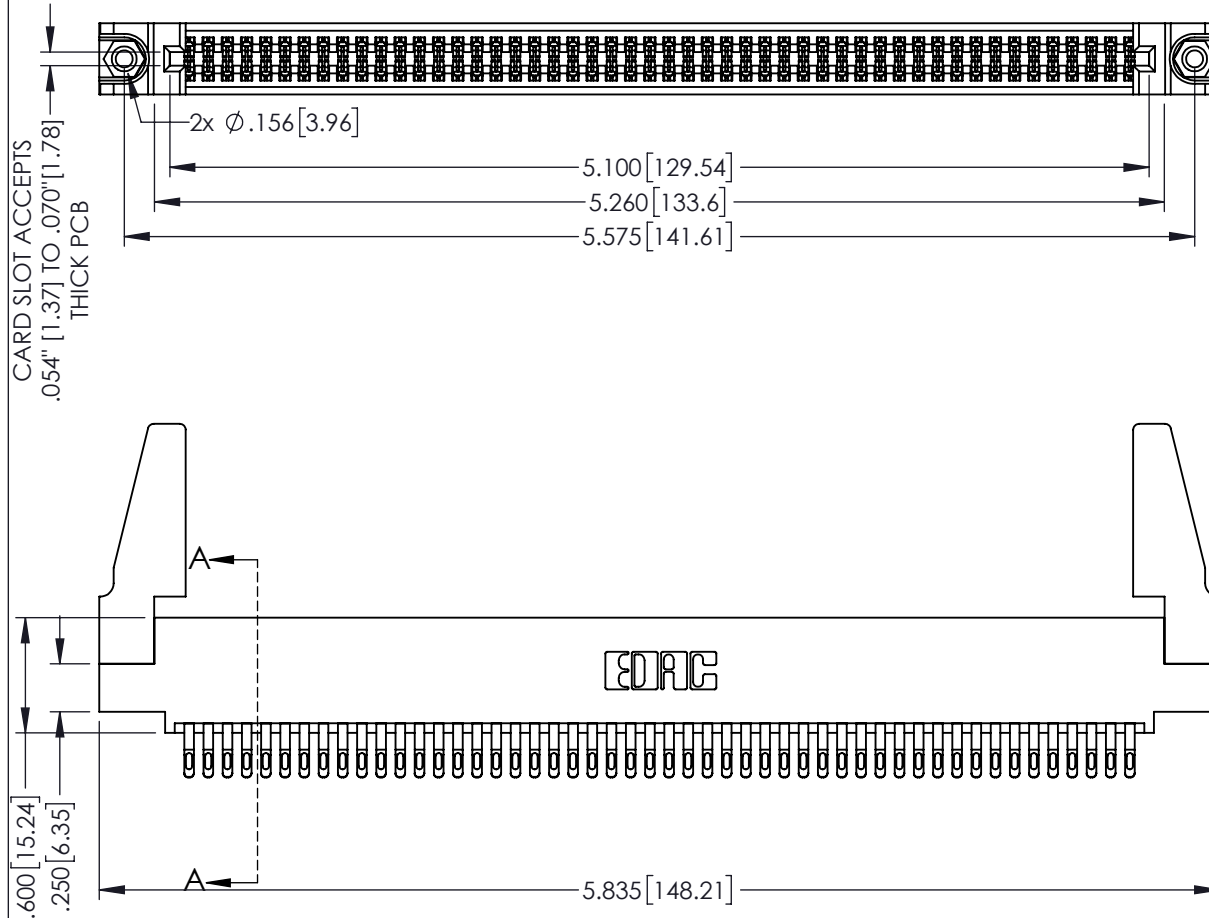 2x Ø.156[3.96]
5.100[129.54]
5.260[133.6]
5.575[141.61]
CARD SLOT ACCEPTS
.054" [1.37] TO .070"[1.78]
THICK PCB
A
EDAC
A
.600[15.24]
.250[6.35]
5.835[148.21]